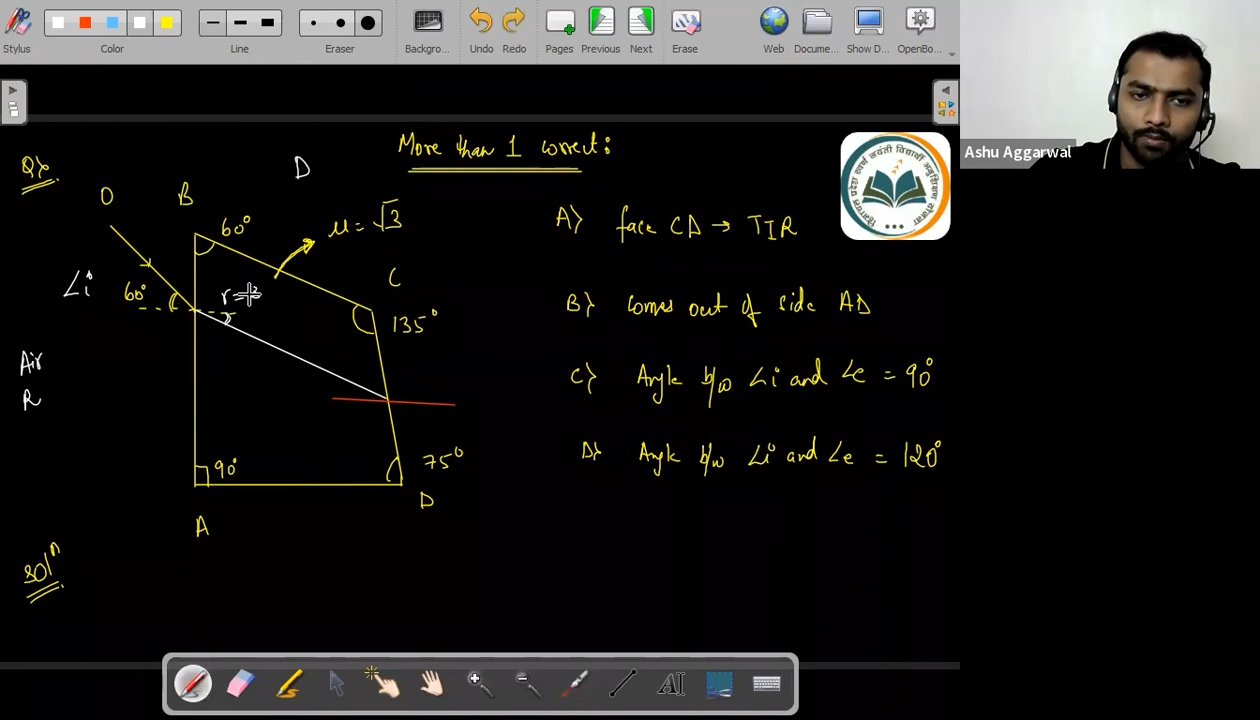 Stylus
Color
Line
Eraser
Backgro...
Undo
Redo
Pages
Previous
Next
Erase
Web
Docume...
Show D...
OpenBo...
Ashu Aggarwal
More than 1 correct:
Q>
D
O
B
60°
μ = √3
C
∠i
60°
r=
135°
Air
R
90°
75°
A
D
Solⁿ
A> face CD → TIR
B> Comes out of side AD
C> Angle b/w ∠i and ∠e = 90°
D> Angle b/w ∠i and ∠e = 120°